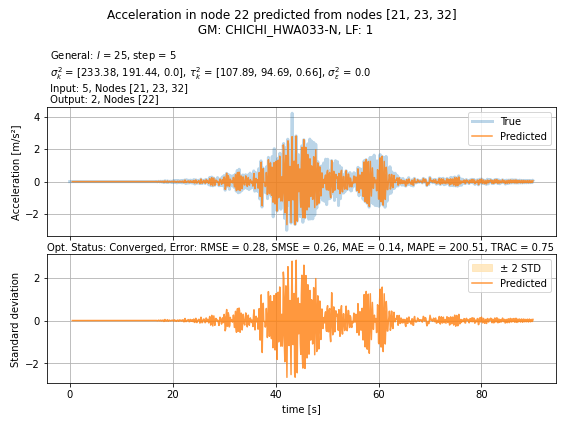 Acceleration in node 22 predicted from nodes [21, 23, 32]
GM: CHICHI_HWA033-N, LF: 1
General: l = 25, step = 5
σ²ₖ = [233.38, 191.44, 0.0], τ²ₖ = [107.89, 94.69, 0.66], σ²ε = 0.0
Input: 5, Nodes [21, 23, 32]
Output: 2, Nodes [22]
Acceleration [m/s²]
4
2
0
−2
True
Predicted
Opt. Status: Converged, Error: RMSE = 0.28, SMSE = 0.26, MAE = 0.14, MAPE = 200.51, TRAC = 0.75
Standard deviation
2
0
−2
± 2 STD
Predicted
0 20 40 60 80
time [s]